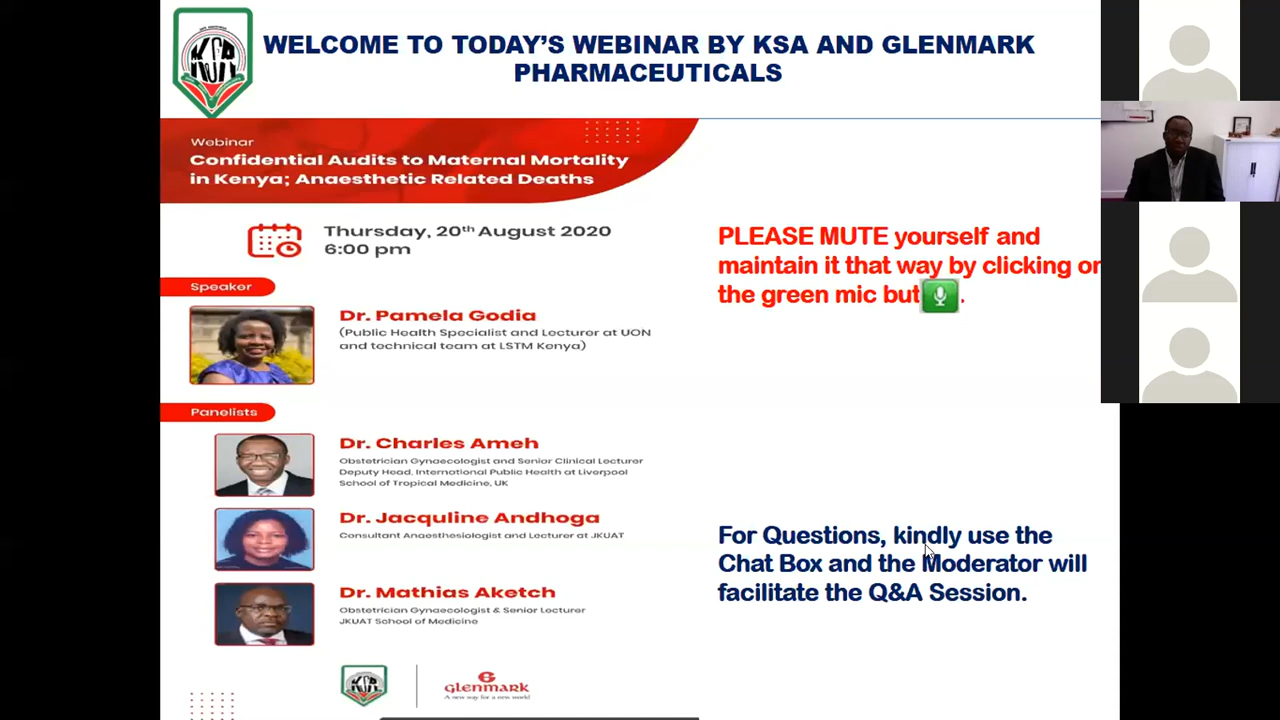 KSA
WELCOME TO TODAY'S WEBINAR BY KSA AND GLENMARK
PHARMACEUTICALS
Webinar
Confidential Audits to Maternal Mortality
in Kenya; Anaesthetic Related Deaths
Thursday, 20th August 2020
6:00 pm
Speaker
Dr. Pamela Godia
(Public Health Specialist and Lecturer at UON
and technical team at LSTM Kenya)
Panelists
Dr. Charles Ameh
Obstetrician Gynaecologist and Senior Clinical Lecturer
Deputy Head, International Public Health at Liverpool
School of Tropical Medicine, UK
Dr. Jacquline Andhoga
Consultant Anaesthesiologist and Lecturer at JKUAT
Dr. Mathias Aketch
Obstetrician Gynaecologist & Senior Lecturer
JKUAT School of Medicine
KSA
glenmark
A new way for a new world
PLEASE MUTE yourself and
maintain it that way by clicking on
the green mic but .
For Questions, kindly use the
Chat Box and the Moderator will
facilitate the Q&A Session.